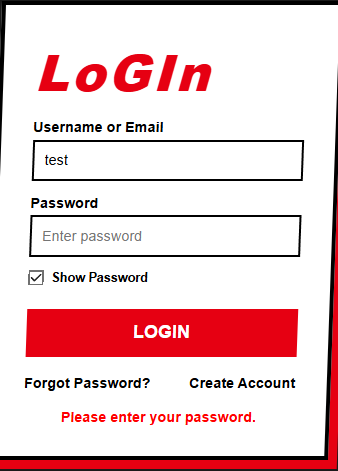 LoGIn
Username or Email
test
Password
Enter password
Show Password
LOGIN
Forgot Password? Create Account
Please enter your password.